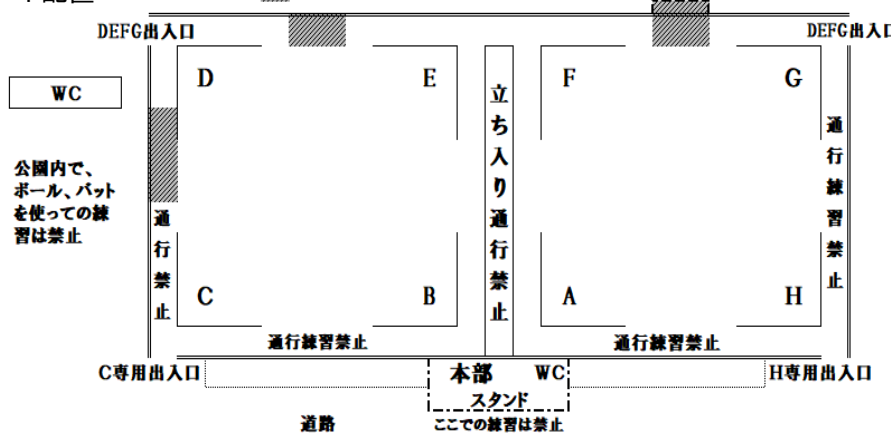 DEFG出入口
DEFG出入口
WC
D
E
F
G
公園内で、
ボール、バット
を使っての練
習は禁止
通行禁止
立ち入り通行禁止
通行練習禁止
C
B
A
H
通行練習禁止
通行練習禁止
C専用出入口
本部 WC
H専用出入口
スタンド
道路
ここでの練習は禁止